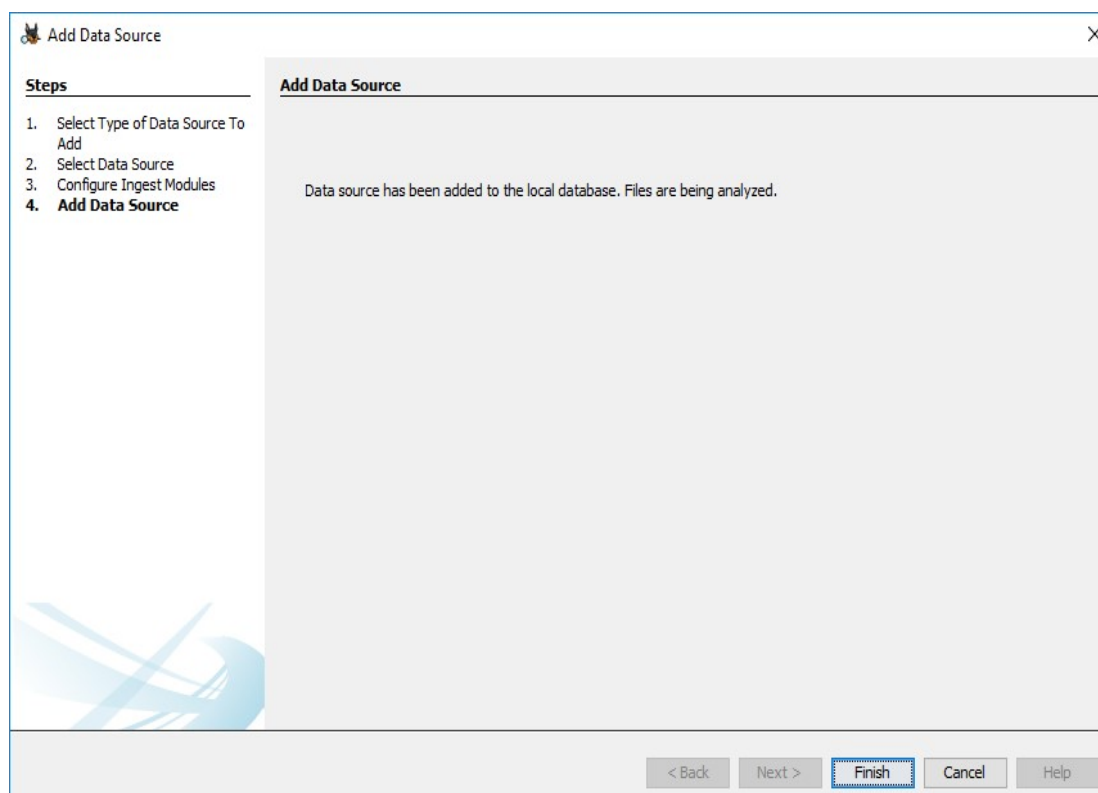 Add Data Source
Steps
1. Select Type of Data Source To
Add
2. Select Data Source
3. Configure Ingest Modules
4. Add Data Source
Add Data Source
Data source has been added to the local database. Files are being analyzed.
< Back
Next >
Finish
Cancel
Help